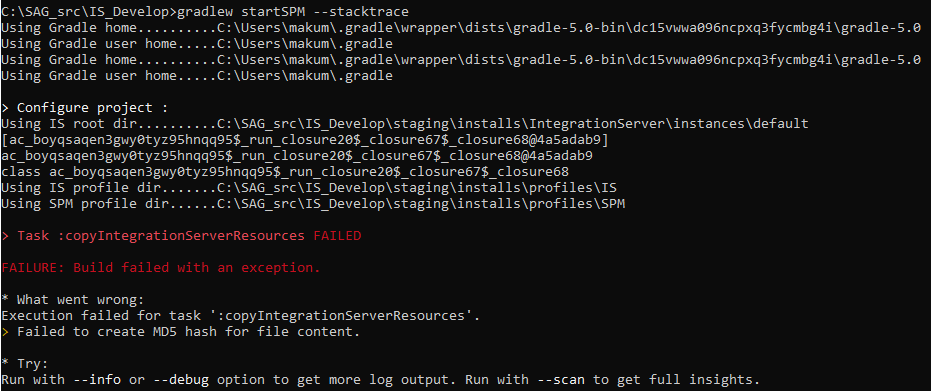 C:\SAG_src\IS_Develop>gradlew startSPM --stacktrace
Using Gradle home..........C:\Users\makum\.gradle\wrapper\dists\gradle-5.0-bin\dc15vwwa096ncpxq3fycmbg4i\gradle-5.0
Using Gradle user home.....C:\Users\makum\.gradle
Using Gradle home..........C:\Users\makum\.gradle\wrapper\dists\gradle-5.0-bin\dc15vwwa096ncpxq3fycmbg4i\gradle-5.0
Using Gradle user home.....C:\Users\makum\.gradle
> Configure project :
Using IS root dir..........C:\SAG_src\IS_Develop\staging\installs\IntegrationServer\instances\default
[ac_boyqsaqen3gwy0tyz95hnqq95$_run_closure20$_closure67$_closure68@4a5adab9]
ac_boyqsaqen3gwy0tyz95hnqq95$_run_closure20$_closure67$_closure68@4a5adab9
class ac_boyqsaqen3gwy0tyz95hnqq95$_run_closure20$_closure67$_closure68
Using IS profile dir.......C:\SAG_src\IS_Develop\staging\installs\profiles\IS
Using SPM profile dir......C:\SAG_src\IS_Develop\staging\installs\profiles\SPM
> Task :copyIntegrationServerResources FAILED
FAILURE: Build failed with an exception.
* What went wrong:
Execution failed for task ':copyIntegrationServerResources'.
> Failed to create MD5 hash for file content.
* Try:
Run with --info or --debug option to get more log output. Run with --scan to get full insights.